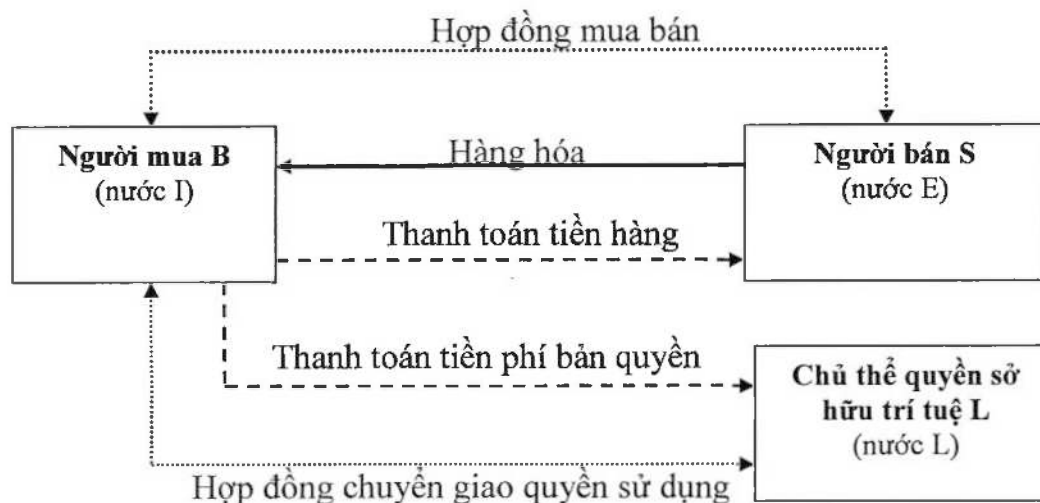 Hợp đồng mua bán
Người mua B
(nước I)
Hàng hóa
Người bán S
(nước E)
Thanh toán tiền hàng
Thanh toán tiền phí bản quyền
Chủ thể quyền sở
hữu trí tuệ L
(nước L)
Hợp đồng chuyển giao quyền sử dụng